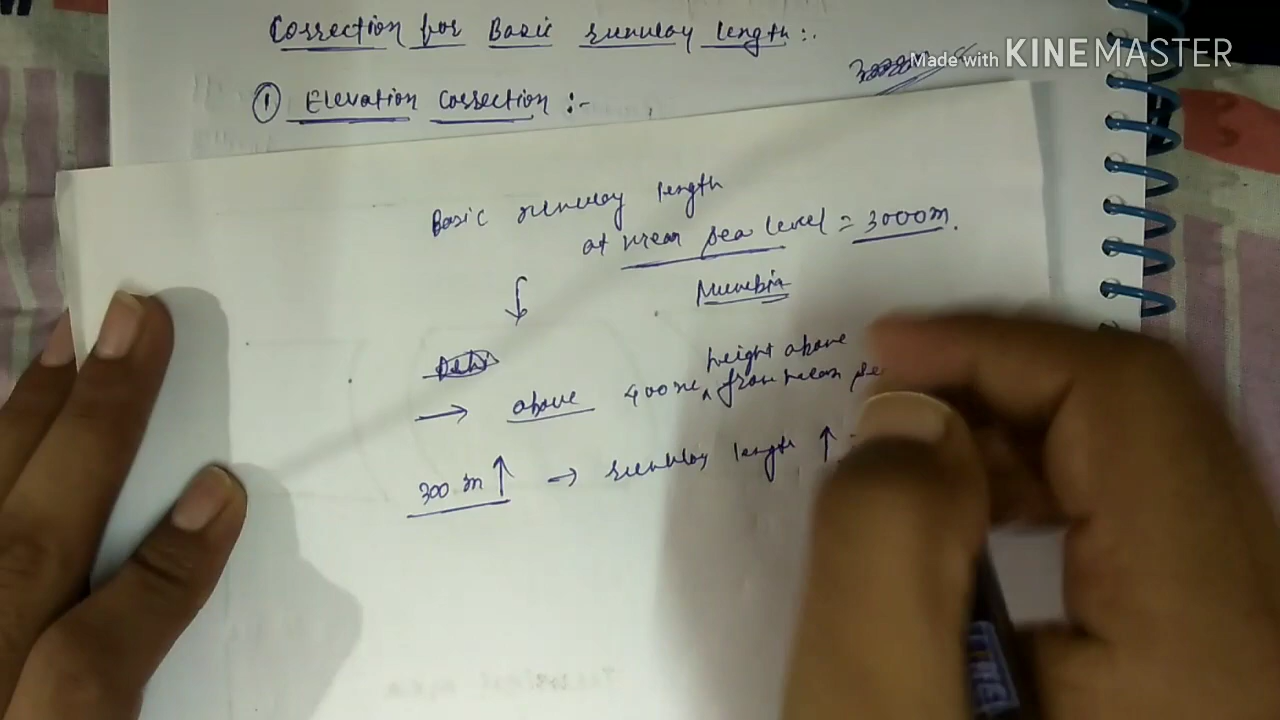 Correction for Basic runway length :-
Made with KINEMASTER
① Elevation Correction :-
Basic runway length
at mean sea level = 3000m.
Mumbai
height above
→ above 400m from mean se
300 m ↑ → runway length ↑